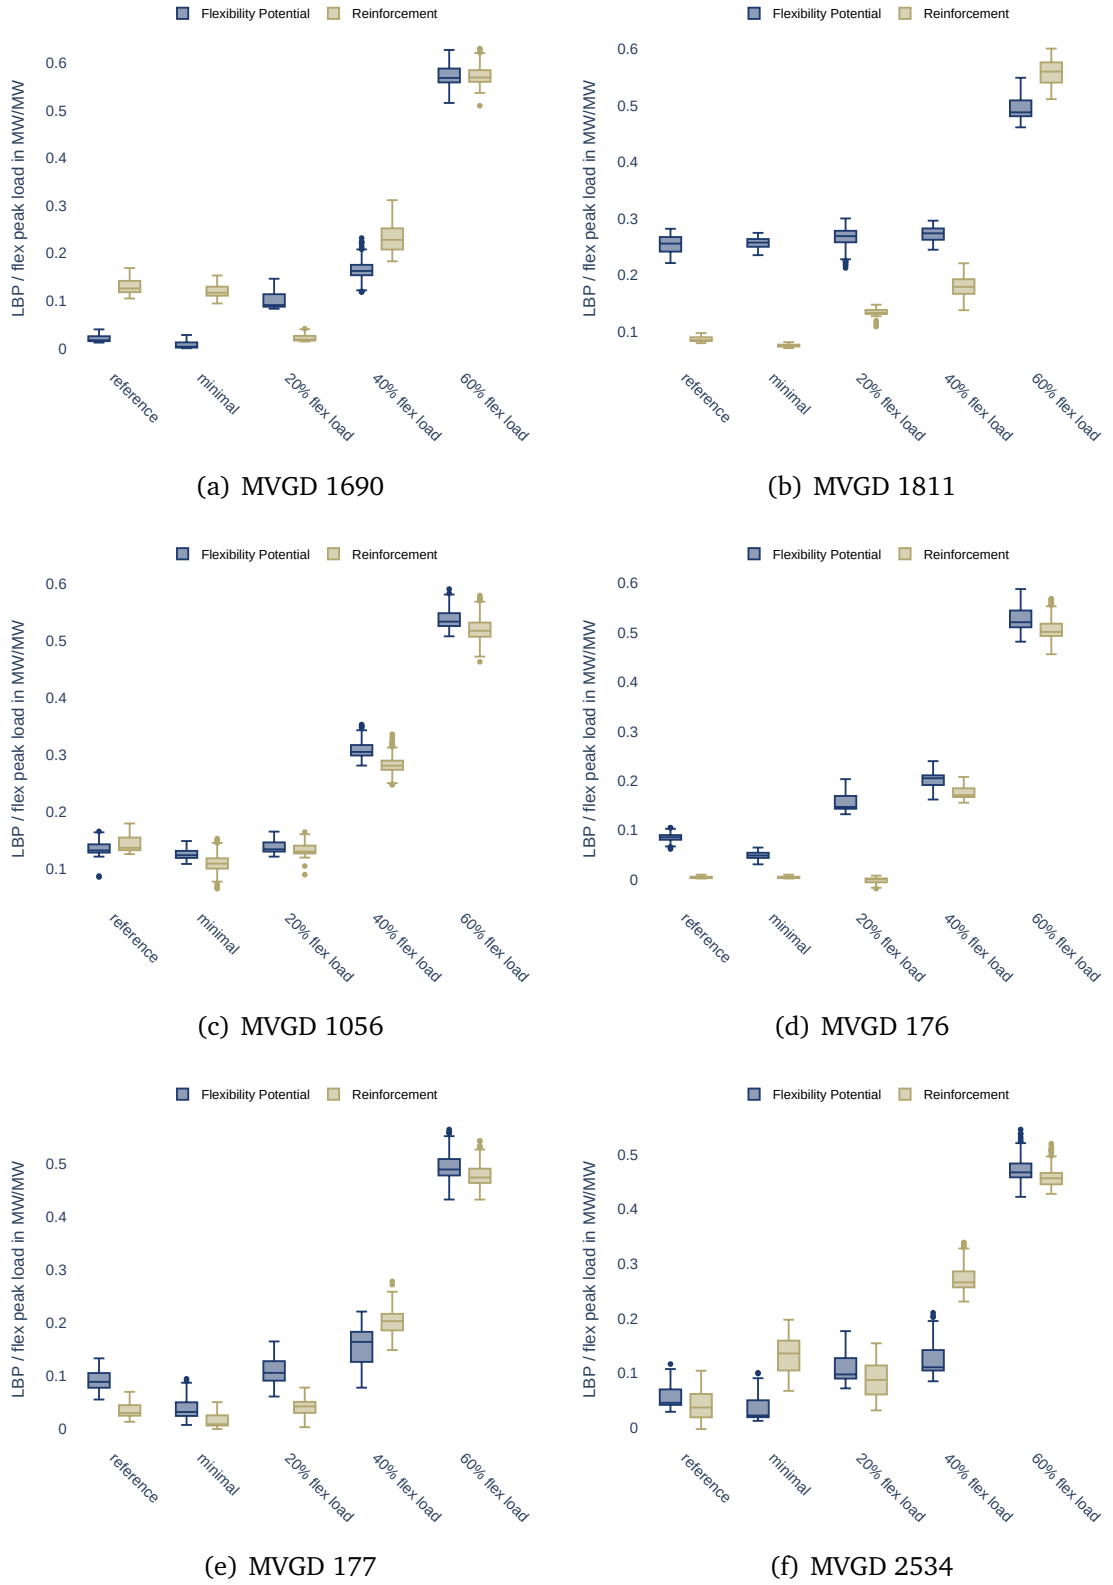 Flexibility Potential Reinforcement
LBP / flex peak load in MW/MW
0.6
0.5
0.4
0.3
0.2
0.1
0
reference
minimal
20% flex load
40% flex load
60% flex load
(a) MVGD 1690
Flexibility Potential Reinforcement
LBP / flex peak load in MW/MW
0.6
0.5
0.4
0.3
0.2
0.1
reference
minimal
20% flex load
40% flex load
60% flex load
(b) MVGD 1811
Flexibility Potential Reinforcement
LBP / flex peak load in MW/MW
0.6
0.5
0.4
0.3
0.2
0.1
reference
minimal
20% flex load
40% flex load
60% flex load
(c) MVGD 1056
Flexibility Potential Reinforcement
LBP / flex peak load in MW/MW
0.6
0.5
0.4
0.3
0.2
0.1
0
reference
minimal
20% flex load
40% flex load
60% flex load
(d) MVGD 176
Flexibility Potential Reinforcement
LBP / flex peak load in MW/MW
0.5
0.4
0.3
0.2
0.1
0
reference
minimal
20% flex load
40% flex load
60% flex load
(e) MVGD 177
Flexibility Potential Reinforcement
LBP / flex peak load in MW/MW
0.5
0.4
0.3
0.2
0.1
0
reference
minimal
20% flex load
40% flex load
60% flex load
(f) MVGD 2534